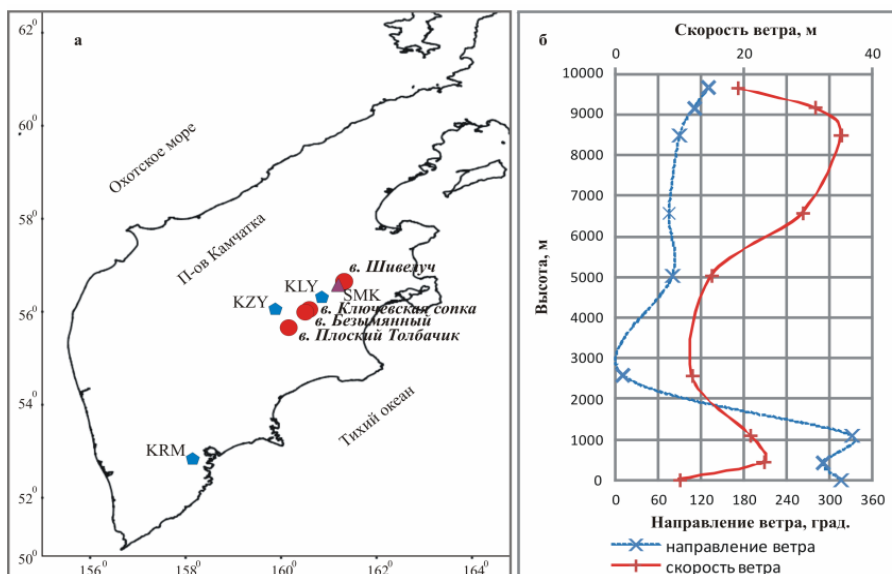 а
62⁰
60⁰
58⁰
56⁰
54⁰
52⁰
50⁰
156⁰
158⁰
160⁰
162⁰
164⁰
Охотское море
П-ов Камчатка
Тихий океан
в. Шивелуч
KLY
SMK
KZY
в. Ключевская сопка
в. Безымянный
в. Плоский Толбачик
KRM
б
Скорость ветра, м
0 20 40
Высота, м
10000
9000
8000
7000
6000
5000
4000
3000
2000
1000
0
0 60 120 180 240 300 360
Направление ветра, град.
направление ветра
скорость ветра